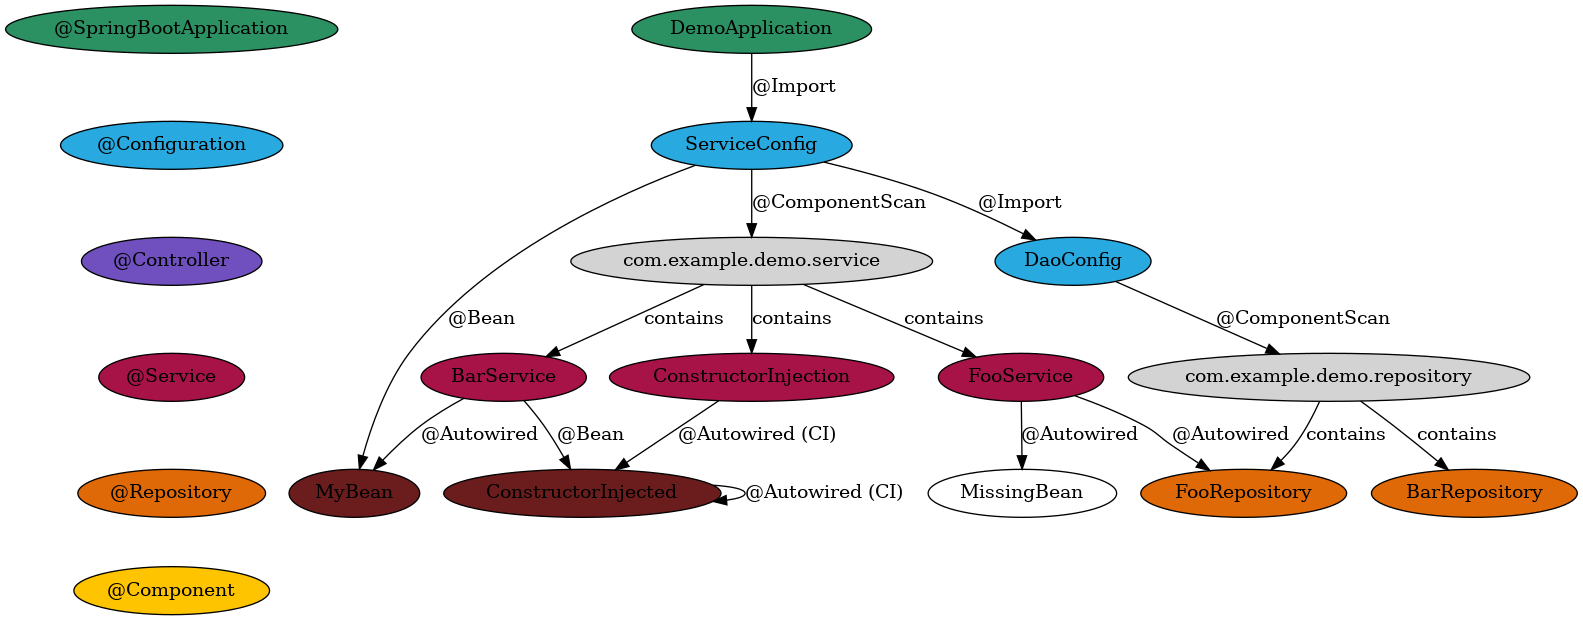 @SpringBootApplication
DemoApplication
@Import
@Configuration
ServiceConfig
@ComponentScan
@Import
@Controller
com.example.demo.service
DaoConfig
@Bean
contains
contains
contains
@ComponentScan
@Service
BarService
ConstructorInjection
FooService
com.example.demo.repository
@Autowired
@Bean
@Autowired (CI)
@Autowired
@Autowired
contains
contains
@Repository
MyBean
ConstructorInjected
@Autowired (CI)
MissingBean
FooRepository
BarRepository
@Component